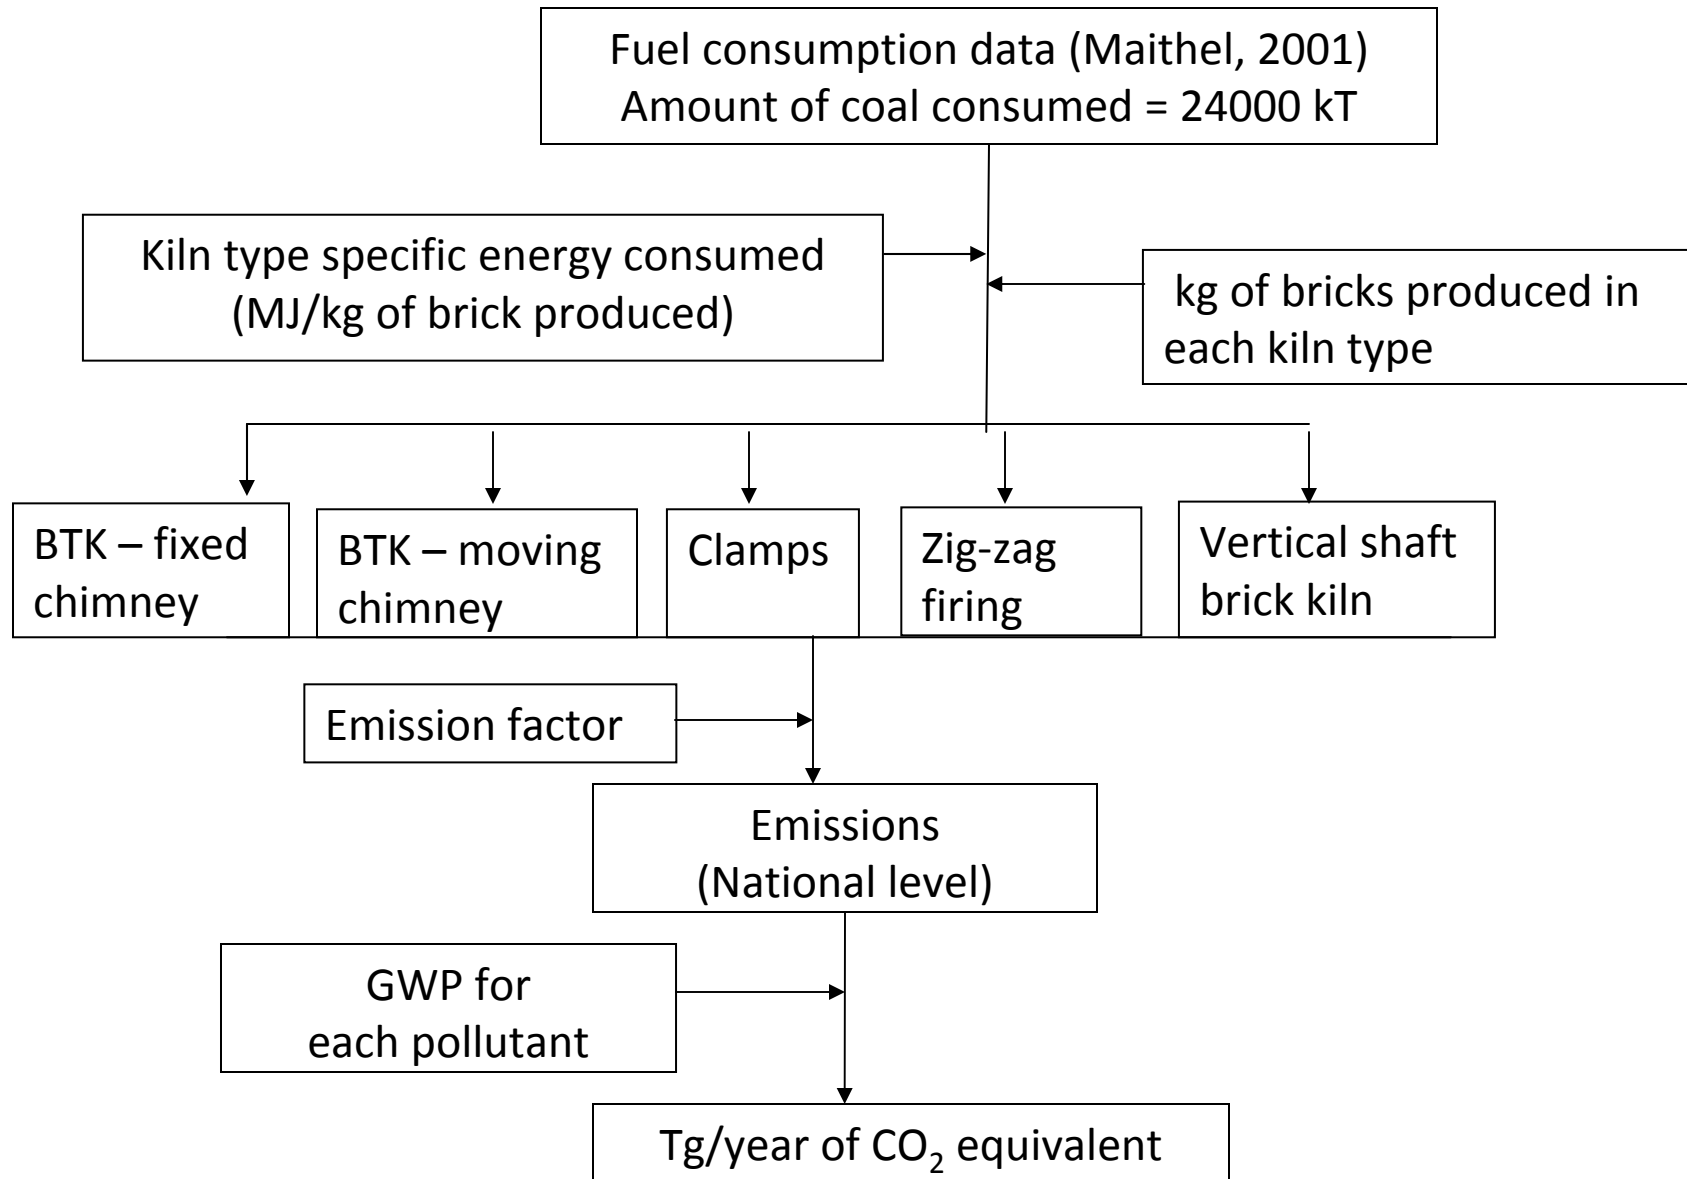 Fuel consumption data (Maithel, 2001)
Amount of coal consumed = 24000 kT
Kiln type specific energy consumed
(MJ/kg of brick produced)
kg of bricks produced in
each kiln type
BTK – fixed
chimney
BTK – moving
chimney
Clamps
Zig-zag
firing
Vertical shaft
brick kiln
Emission factor
Emissions
(National level)
GWP for
each pollutant
Tg/year of CO₂ equivalent